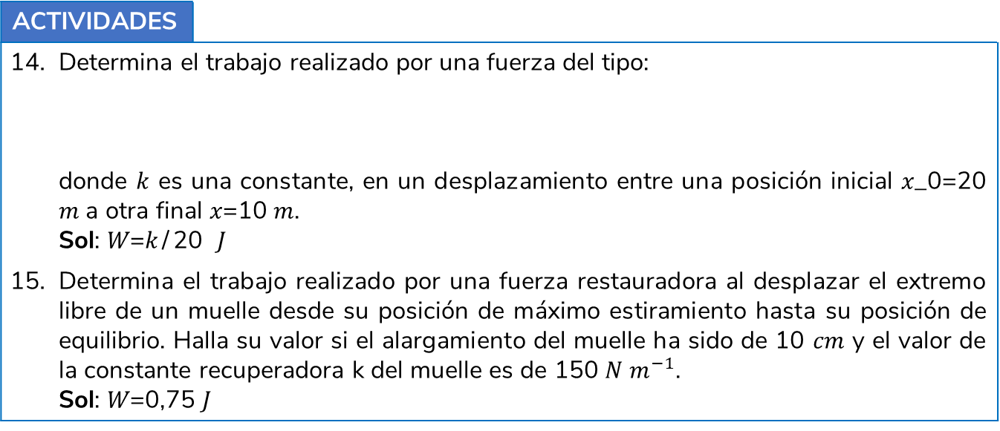 ACTIVIDADES
14. Determina el trabajo realizado por una fuerza del tipo:
donde k es una constante, en un desplazamiento entre una posición inicial x_0=20
m a otra final x=10 m.
Sol: W=k/20 J
15. Determina el trabajo realizado por una fuerza restauradora al desplazar el extremo
libre de un muelle desde su posición de máximo estiramiento hasta su posición de
equilibrio. Halla su valor si el alargamiento del muelle ha sido de 10 cm y el valor de
la constante recuperadora k del muelle es de 150 N m⁻¹.
Sol: W=0,75 J